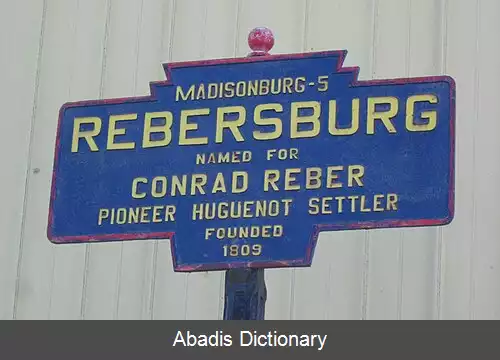 MADISONBURG-5
REBERSBURG
NAMED FOR
CONRAD REBER
PIONEER HUGUENOT SETTLER
FOUNDED
1809
Abadis Dictionary